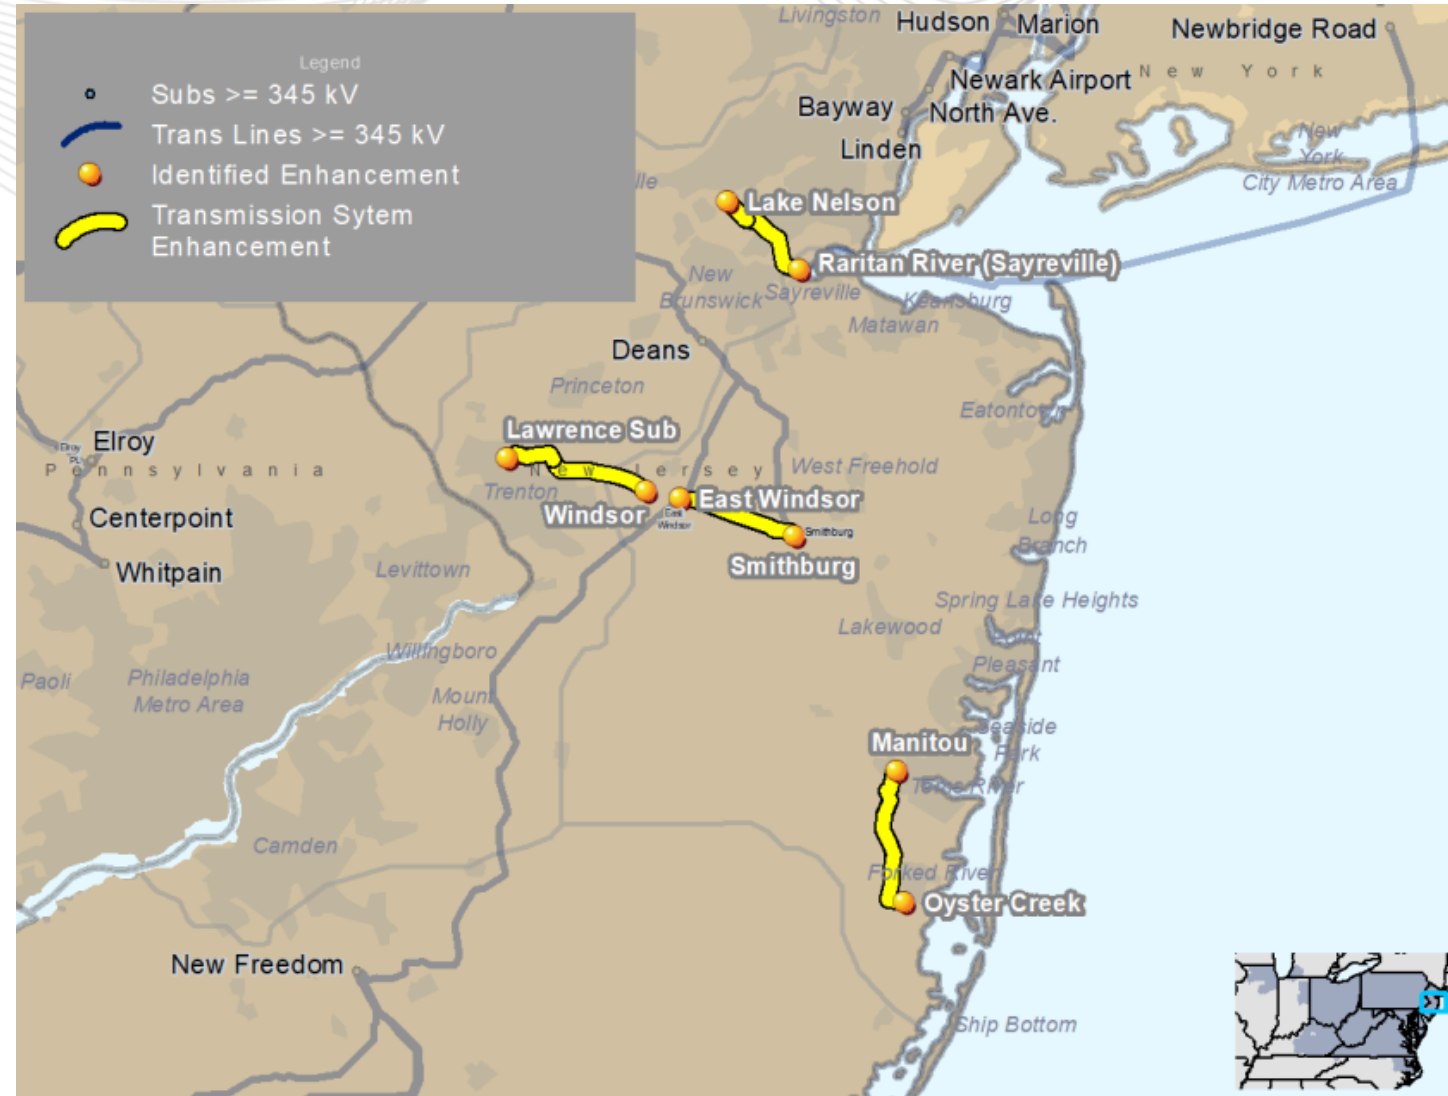 Livingston
Hudson
Marion
Newbridge Road
Legend
Subs >= 345 kV
Trans Lines >= 345 kV
Identified Enhancement
Transmission Sytem
Enhancement
New York
Newark Airport
Bayway
North Ave.
Linden
New
York
City Metro Area
lle
Lake Nelson
Raritan River (Sayreville)
New
Brunswick
Sayreville
Keansburg
Matawan
Deans
Princeton
Eatontown
Lawrence Sub
Elroy
Elroy
Pennsylvania
New Jersey
West Freehold
Trenton
East Windsor
Windsor
East
Windsor
Centerpoint
Long
Branch
Smithburg
Smithburg
Whitpain
Levittown
Spring Lake Heights
Lakewood
Point
Pleasant
Willingboro
Paoli
Philadelphia
Metro Area
Mount
Holly
Seaside
Park
Manitou
Toms River
Camden
Forked River
Oyster Creek
New Freedom
Ship Bottom